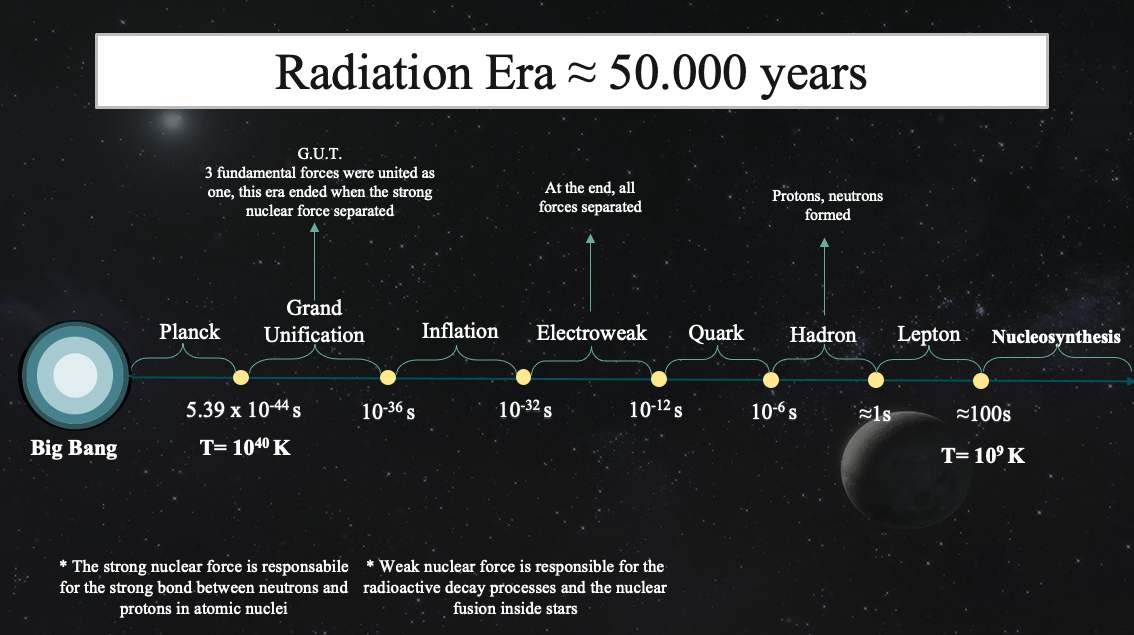 Radiation Era ≈ 50.000 years
G.U.T.
3 fundamental forces were united as
one, this era ended when the strong
nuclear force separated
At the end, all
forces separated
Protons, neutrons
formed
Planck
Grand
Unification
Inflation
Electroweak
Quark
Hadron
Lepton
Nucleosynthesis
5.39 x 10⁻⁴⁴ s
10⁻³⁶ s
10⁻³² s
10⁻¹² s
10⁻⁶ s
≈1s
≈100s
Big Bang
T= 10⁴⁰ K
T= 10⁹ K
* The strong nuclear force is responsabile
for the strong bond between neutrons and
protons in atomic nuclei
* Weak nuclear force is responsible for the
radioactive decay processes and the nuclear
fusion inside stars